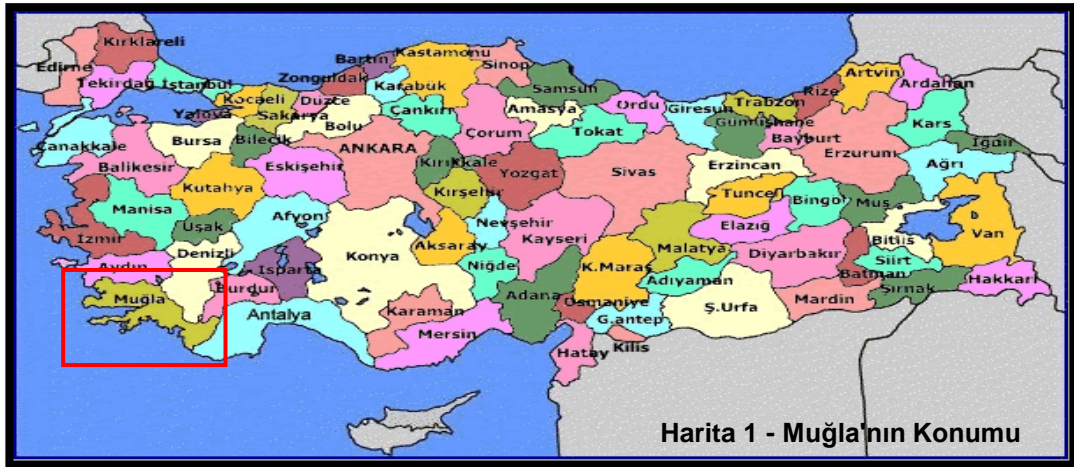 Kırklareli
Edirne
Tekirdağ
İstanbul
Yalova
Kocaeli
Sakarya
Düzce
Zonguldak
Bartın
Karabük
Kastamonu
Sinop
Samsun
Ordu
Giresun
Trabzon
Rize
Artvin
Ardahan
Çanakkale
Balikesir
Bursa
Bilecik
Bolu
Çankırı
Çorum
Amasya
Tokat
Gümüşhane
Bayburt
Erzurum
Kars
Iğdır
Kutahya
Eskişehir
ANKARA
Kırıkkale
Yozgat
Sivas
Erzincan
Ağrı
Manisa
Uşak
Afyon
Kırşehir
Nevşehir
Kayseri
Malatya
Tunceli
Elazığ
Bingöl
Muş
Bitlis
Van
İzmir
Aydın
Denizli
Isparta
Burdur
Konya
Aksaray
Niğde
K.Maraş
Adıyaman
Diyarbakır
Batman
Siirt
Şırnak
Hakkari
Muğla
Antalya
Karaman
Mersin
Adana
Osmaniye
G.antep
Ş.Urfa
Mardin
Hatay
Kilis
Harita 1 - Muğla'nın Konumu